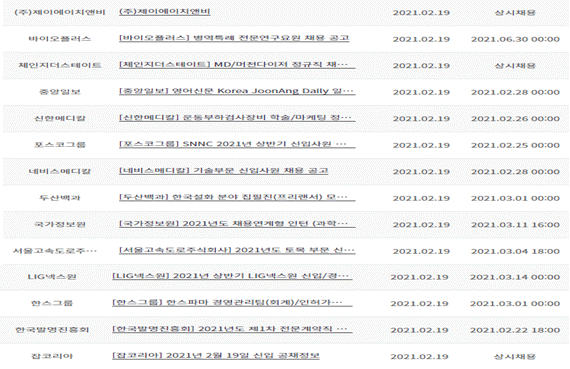 (주)제이에이치앤비 (주)제이에이치앤비 2021.02.19 상시채용
바이오플러스 [바이오플러스] 병역특례 전문연구요원 채용 공고 2021.02.19 2021.06.30 00:00
체인지더스테이트 [체인지더스테이트] MD/머천다이저 정규직 채··· 2021.02.19 상시채용
중앙일보 [중앙일보] 영어신문 Korea JoonAng Daily 일··· 2021.02.19 2021.02.28 00:00
신한메디칼 [신한메디칼] 운동부하검사장비 학술/마케팅 정··· 2021.02.19 2021.02.26 00:00
포스코그룹 [포스코그룹] SNNC 2021년 상반기 신입사원 ··· 2021.02.19 2021.02.25 00:00
네비스메디칼 [네비스메디칼] 기술부문 신입사원 채용 공고 2021.02.19 2021.02.28 00:00
두산백과 [두산백과] 한국설화 분야 집필진(프리랜서) 모··· 2021.02.19 2021.03.01 00:00
국가정보원 [국가정보원] 2021년도 채용연계형 인턴 (과학··· 2021.02.19 2021.03.11 16:00
서울고속도로주··· [서울고속도로주식회사] 2021년도 토목 부문 신··· 2021.02.19 2021.03.04 18:00
LIG넥스원 [LIG넥스원] 2021년 상반기 LIG넥스원 신입/경··· 2021.02.19 2021.03.14 00:00
한스그룹 [한스그룹] 한스파마 경영관리팀(회계)/인허가··· 2021.02.19 2021.03.01 00:00
한국발명진흥회 [한국발명진흥회] 2021년도 제1차 전문계약직 ··· 2021.02.19 2021.02.22 18:00
잡코리아 [잡코리아] 2021년 2월 19일 신입 공채정보 2021.02.19 상시채용